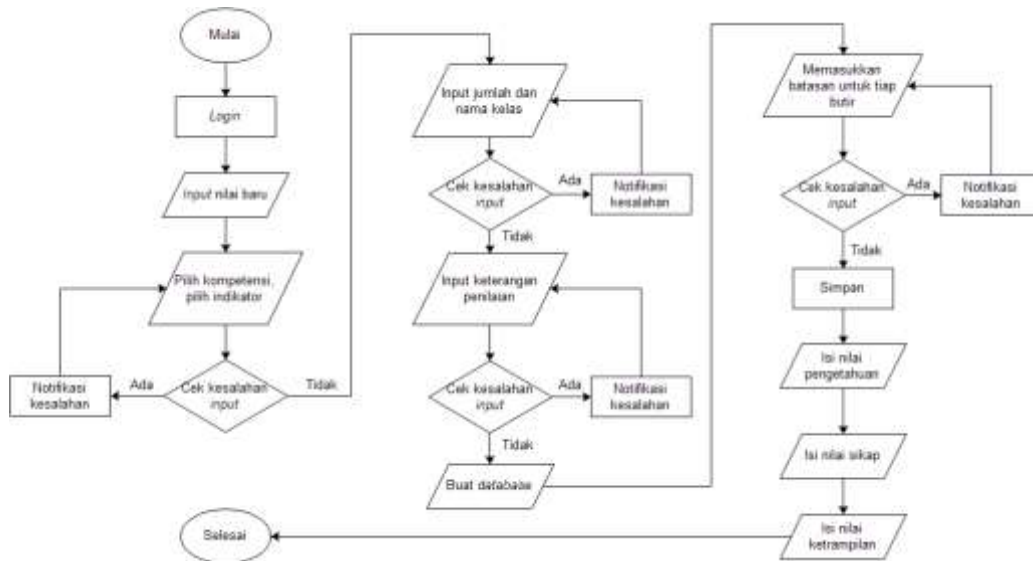 Mulai
Login
Input nilai baru
Pilih kompetensi,
pilih indikator
Cek kesalahan
input
Ada
Notifikasi
kesalahan
Tidak
Input jumlah dan
nama kelas
Cek kesalahan
input
Ada
Notifikasi
kesalahan
Tidak
Input keterangan
penilaian
Cek kesalahan
input
Ada
Notifikasi
kesalahan
Tidak
Buat database
Memasukkan
batasan untuk tiap
butir
Cek kesalahan
input
Ada
Notifikasi
kesalahan
Tidak
Simpan
Isi nilai
pengetahuan
Isi nilai sikap
Isi nilai
ketrampilan
Selesai